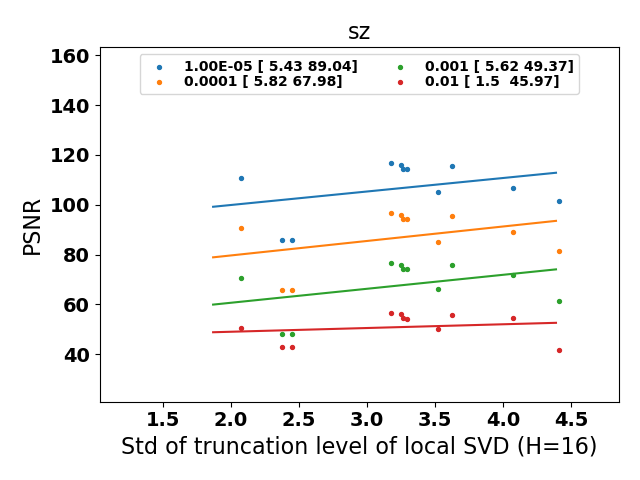 sz
160
1.00E-05 [ 5.43 89.04]
0.0001 [ 5.82 67.98]
0.001 [ 5.62 49.37]
0.01 [ 1.5  45.97]
140
120
100
80
60
40
PSNR
1.5 2.0 2.5 3.0 3.5 4.0 4.5
Std of truncation level of local SVD (H=16)